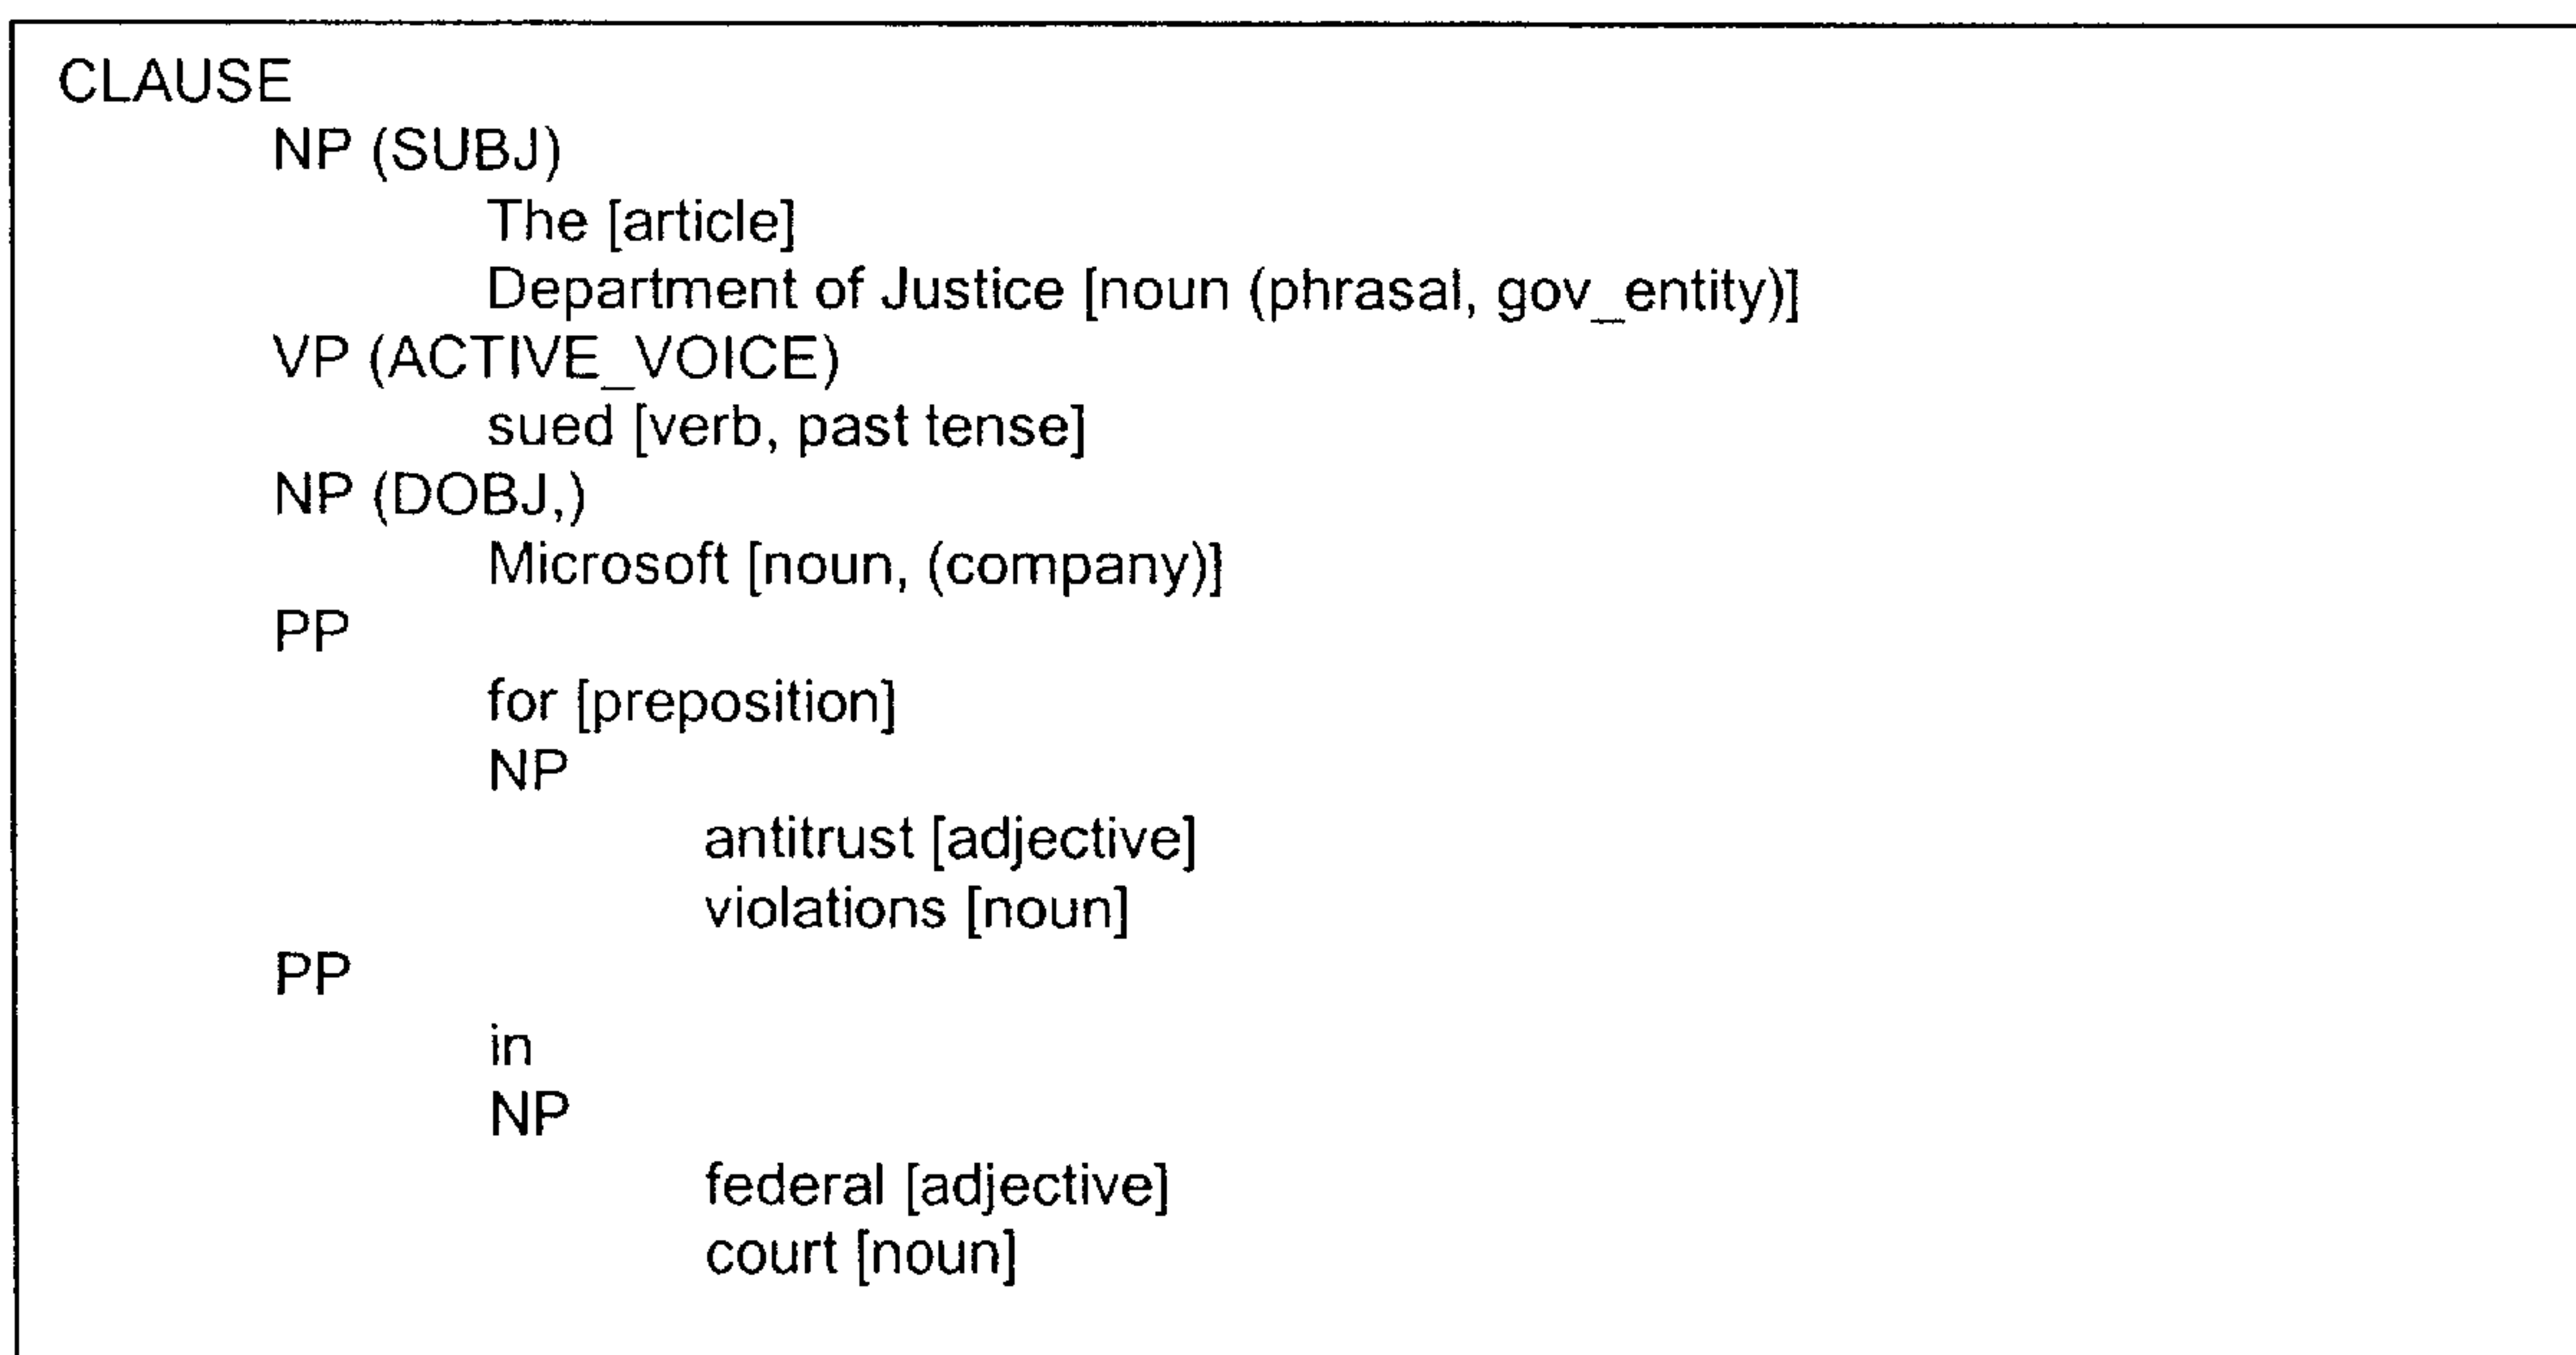 CLAUSE
NP (SUBJ)
The [article]
Department of Justice [noun (phrasal, gov_entity)]
VP (ACTIVE_VOICE)
sued [verb, past tense]
NP (DOBJ,)
Microsoft [noun, (company)]
PP
for [preposition]
NP
antitrust [adjective]
violations [noun]
PP
in
NP
federal [adjective]
court [noun]